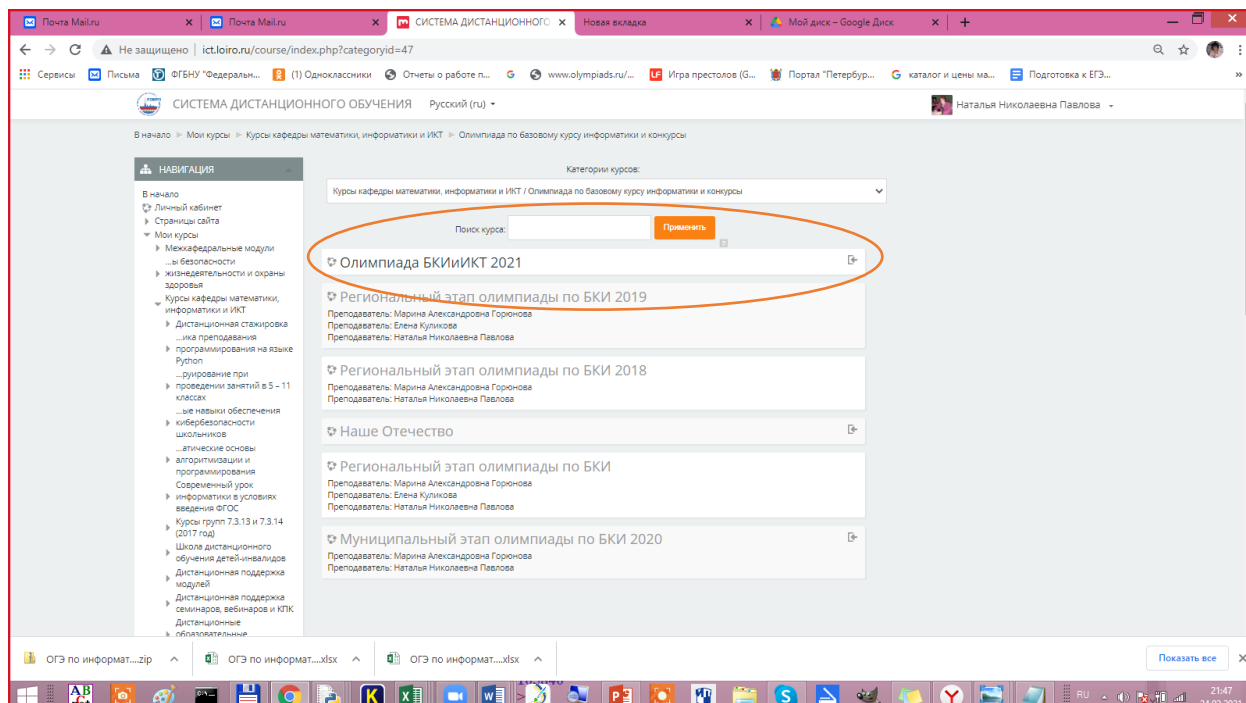 Почта Mail.ru
Почта Mail.ru
СИСТЕМА ДИСТАНЦИОННОГО
Новая вкладка
Мой диск – Google Диск
Не защищено | ict.loiro.ru/course/index.php?categoryid=47
Сервисы
Письма
ФГБНУ "Федеральн...
(1) Одноклассники
Отчеты о работе п...
www.olympiads.ru/...
Игра престолов (G...
Портал "Петербур...
каталог и цены ма...
Подготовка к ЕГЭ...
СИСТЕМА ДИСТАНЦИОННОГО ОБУЧЕНИЯ
Русский (ru)
Наталья Николаевна Павлова
В начало
Мои курсы
Курсы кафедры математики, информатики и ИКТ
Олимпиада по базовому курсу информатики и конкурсы
НАВИГАЦИЯ
В начало
Личный кабинет
Страницы сайта
Мои курсы
Межкафедральные модули
...ы безопасности
жизнедеятельности и охраны
здоровья
Курсы кафедры математики,
информатики и ИКТ
Дистанционная стажировка
...ика преподавания
программирования на языке
Python
...руирование при
проведении занятий в 5 – 11
классах
...ые навыки обеспечения
кибербезопасности
школьников
...атические основы
алгоритмизации и
программирования
Современный урок
информатики в условиях
введения ФГОС
Курсы групп 7.3.13 и 7.3.14
(2017 год)
Школа дистанционного
обучения детей-инвалидов
Дистанционная поддержка
модулей
Дистанционная поддержка
семинаров, вебинаров и КПК
Дистанционные
образовательные
Категории курсов:
Курсы кафедры математики, информатики и ИКТ / Олимпиада по базовому курсу информатики и конкурсы
Поиск курса:
Применить
Олимпиада БКИиИКТ 2021
Региональный этап олимпиады по БКИ 2019
Преподаватель: Марина Александровна Горюнова
Преподаватель: Елена Куликова
Преподаватель: Наталья Николаевна Павлова
Региональный этап олимпиады по БКИ 2018
Преподаватель: Марина Александровна Горюнова
Преподаватель: Наталья Николаевна Павлова
Наше Отечество
Региональный этап олимпиады по БКИ
Преподаватель: Марина Александровна Горюнова
Преподаватель: Елена Куликова
Преподаватель: Наталья Николаевна Павлова
Муниципальный этап олимпиады по БКИ 2020
Преподаватель: Марина Александровна Горюнова
Преподаватель: Наталья Николаевна Павлова
ОГЭ по информат....zip
ОГЭ по информат....xlsx
ОГЭ по информат....xlsx
Показать все
RU
21:47